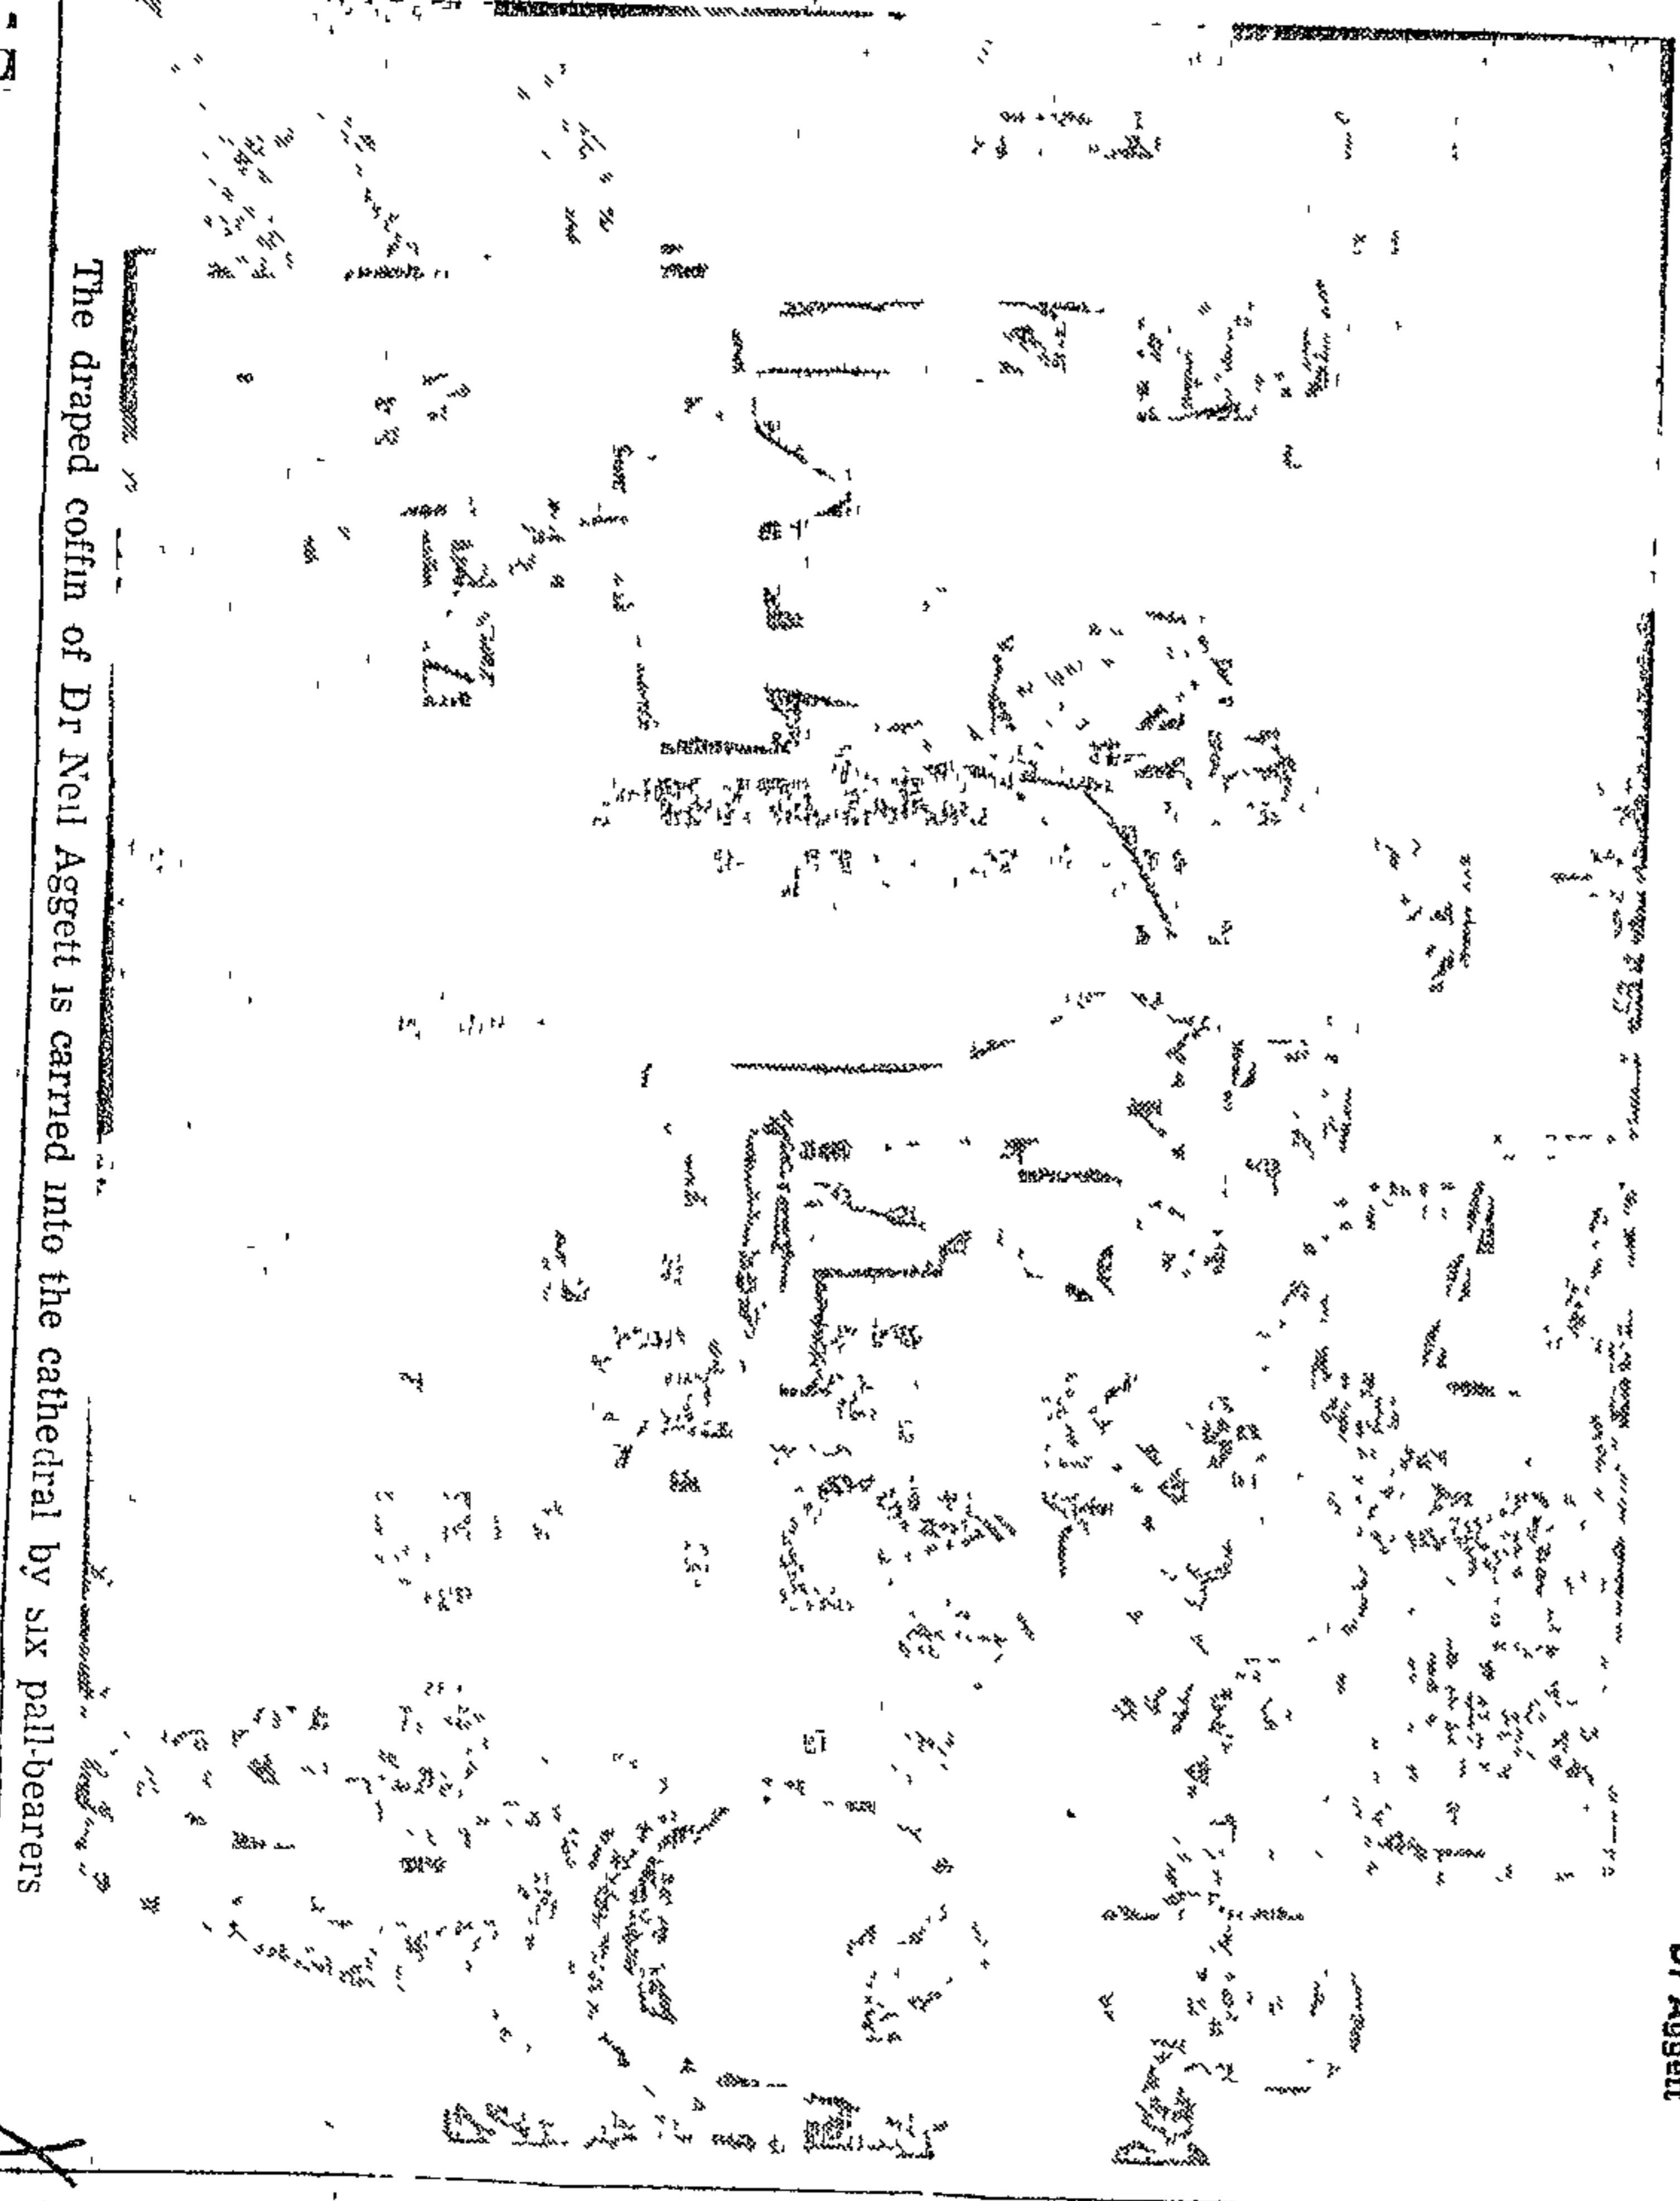 Dr Aggett
The draped coffin of Dr Neil Aggett is carried into the cathedral by six pall-bearers